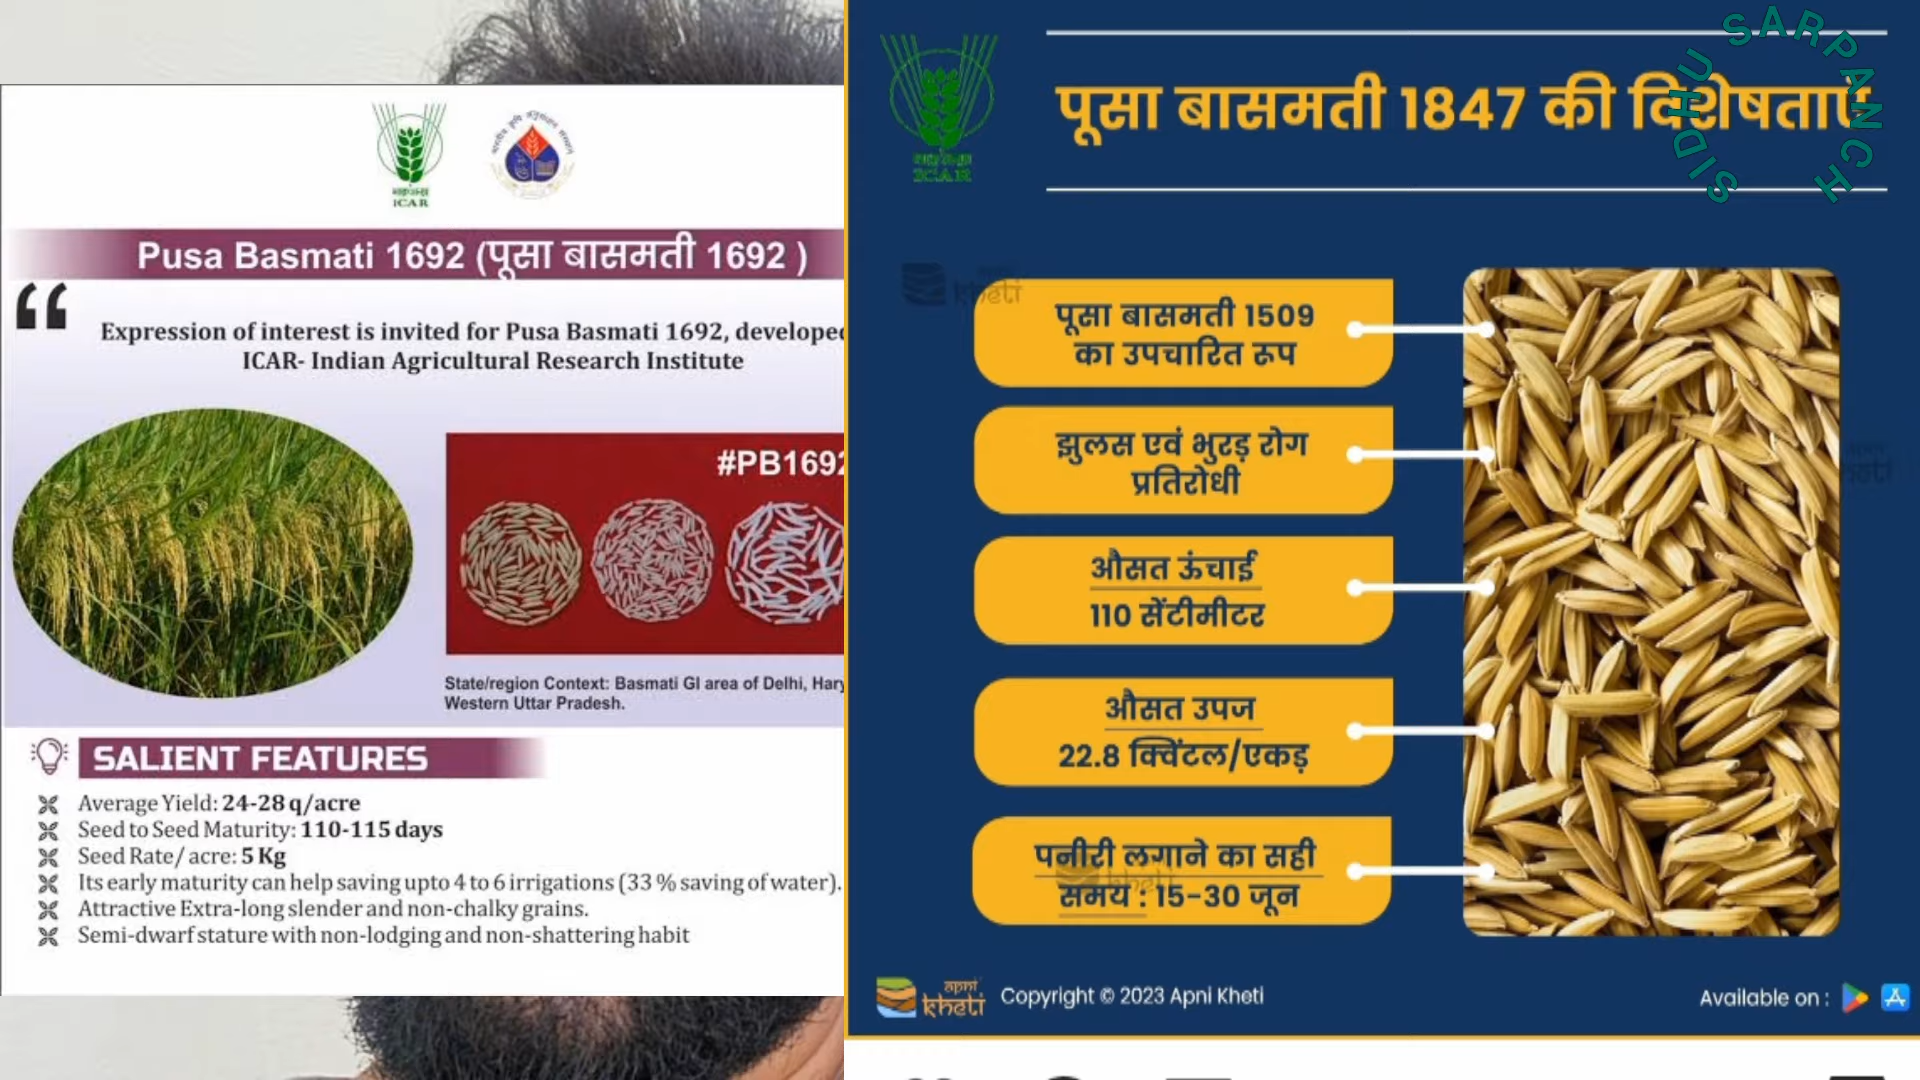 ICAR
Pusa Basmati 1692 (पूसा बासमती 1692 )
“
Expression of interest is invited for Pusa Basmati 1692, develope
ICAR- Indian Agricultural Research Institute
#PB1692
State/region Context: Basmati GI area of Delhi, Har
Western Uttar Pradesh.
SALIENT FEATURES
Average Yield: 24-28 q/acre
Seed to Seed Maturity: 110-115 days
Seed Rate/ acre: 5 Kg
Its early maturity can help saving upto 4 to 6 irrigations (33 % saving of water).
Attractive Extra-long slender and non-chalky grains.
Semi-dwarf stature with non-lodging and non-shattering habit
SIDHU SARPANCH
ICAR
पूसा बासमती 1847 की विशेषताएं
kheti
पूसा बासमती 1509
का उपचारित रूप
झुलस एवं भुरड़ रोग
प्रतिरोधी
औसत ऊंचाई
110 सेंटीमीटर
औसत उपज
22.8 क्विंटल/एकड़
पनीरी लगाने का सही
समय : 15-30 जून
apni
kheti
Copyright © 2023 Apni Kheti
Available on :